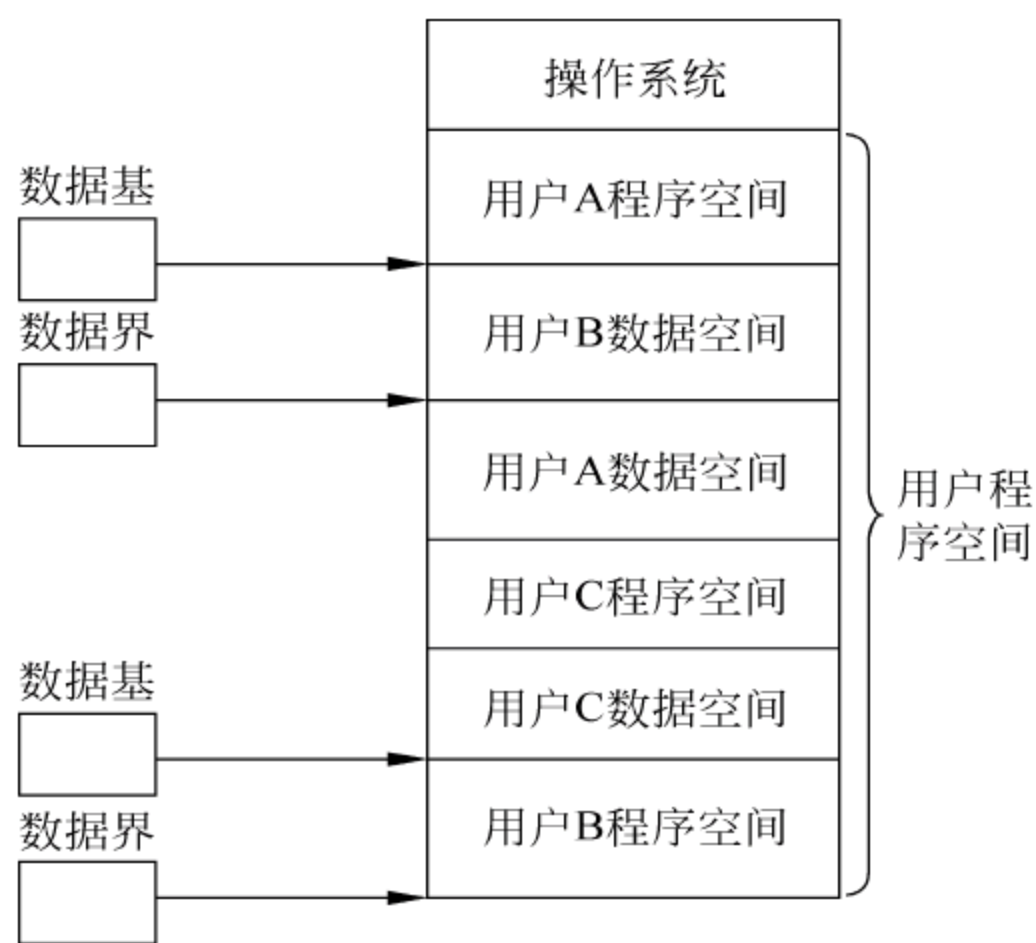 操作系统
数据基
用户A程序空间
数据界
用户B数据空间
用户A数据空间
用户程
序空间
用户C程序空间
数据基
用户C数据空间
数据界
用户B程序空间